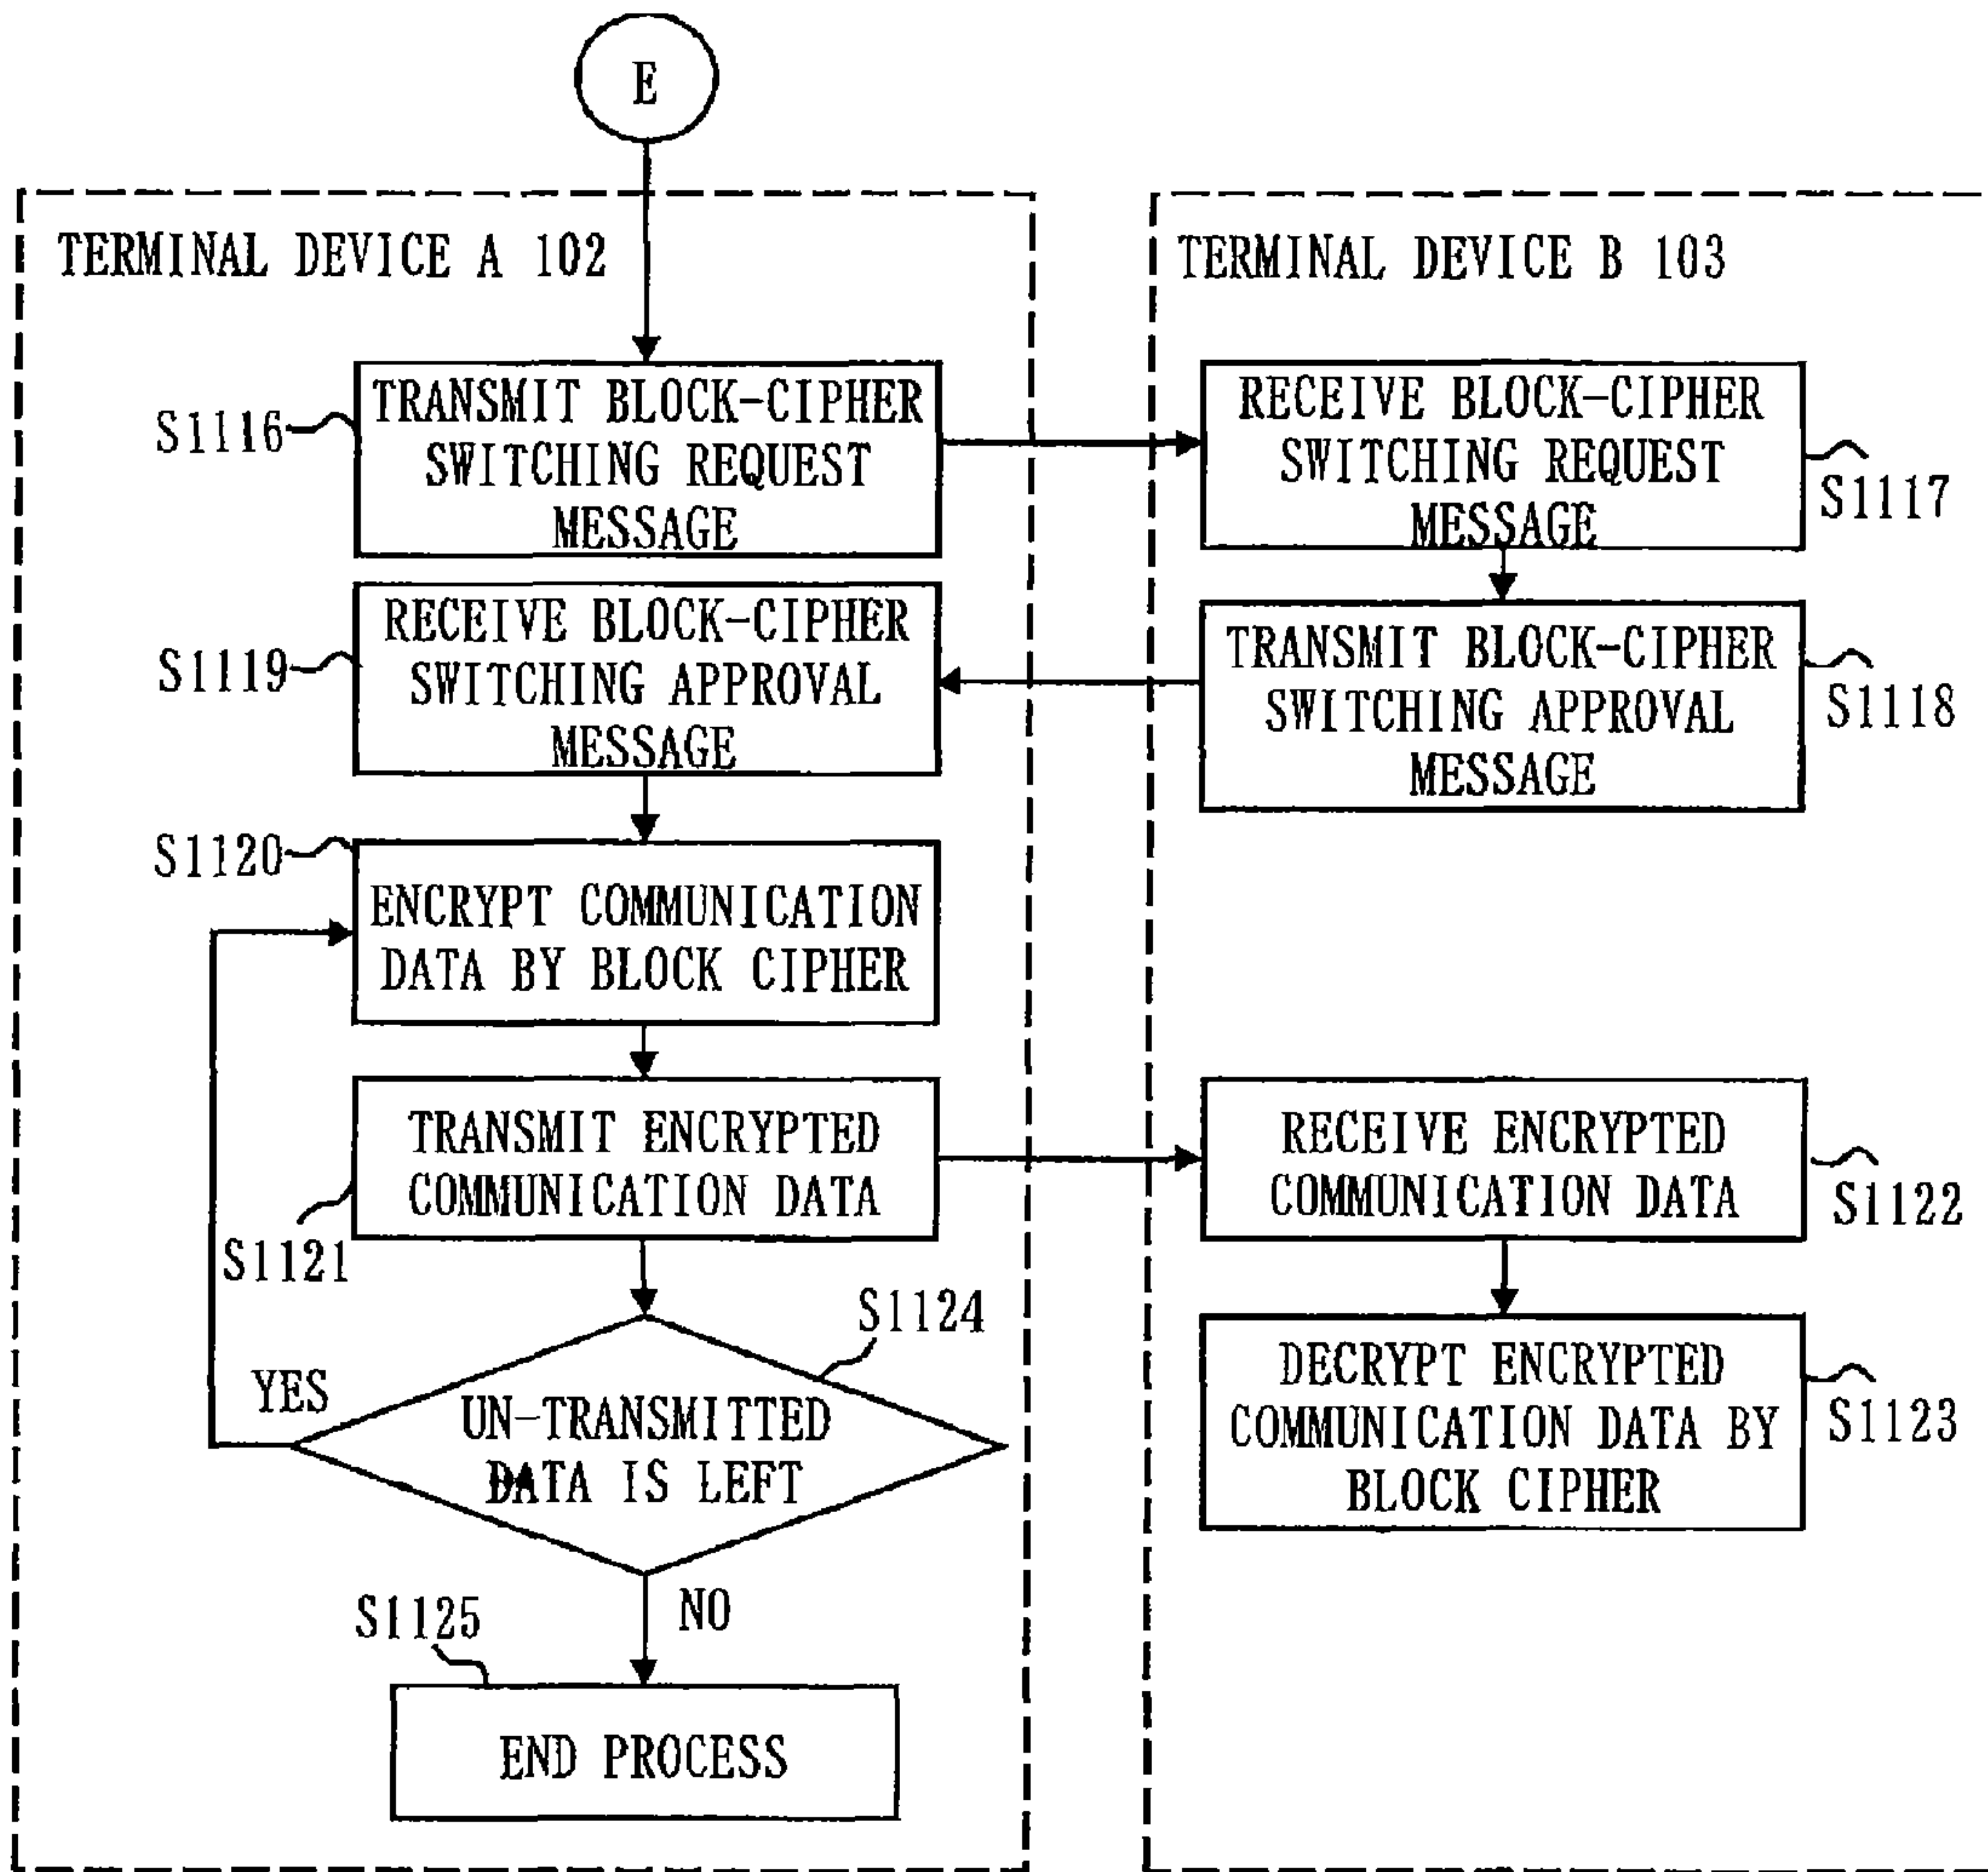 E
TERMINAL DEVICE A 102
TERMINAL DEVICE B 103
S1116
TRANSMIT BLOCK-CIPHER
SWITCHING REQUEST
MESSAGE
RECEIVE BLOCK-CIPHER
SWITCHING REQUEST
MESSAGE
S1117
S1119
RECEIVE BLOCK-CIPHER
SWITCHING APPROVAL
MESSAGE
TRANSMIT BLOCK-CIPHER
SWITCHING APPROVAL
MESSAGE
S1118
S1120
ENCRYPT COMMUNICATION
DATA BY BLOCK CIPHER
TRANSMIT ENCRYPTED
COMMUNICATION DATA
S1121
RECEIVE ENCRYPTED
COMMUNICATION DATA
S1122
S1124
YES
UN-TRANSMITTED
DATA IS LEFT
DECRYPT ENCRYPTED
COMMUNICATION DATA BY
BLOCK CIPHER
S1123
NO
S1125
END PROCESS